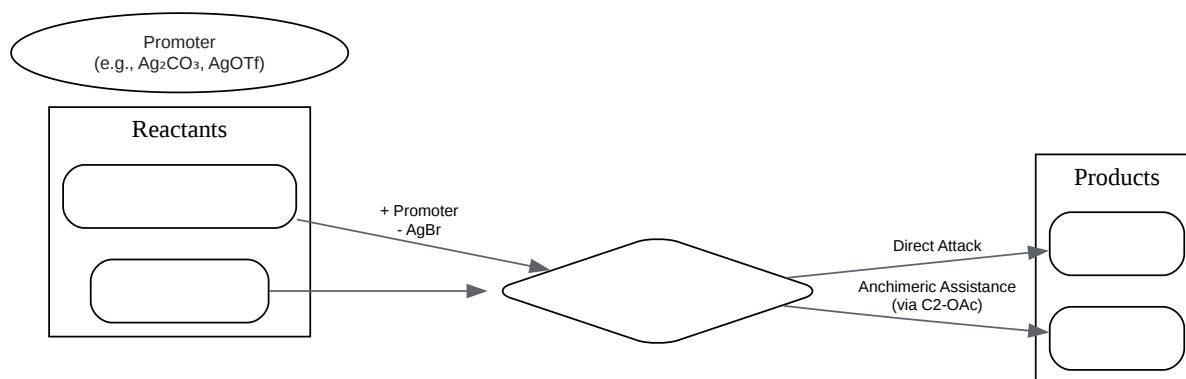 Promoter
(e.g., Ag₂CO₃, AgOTf)
Reactants
+ Promoter
- AgBr
Products
Direct Attack
Anchimeric Assistance
(via C2-OAc)